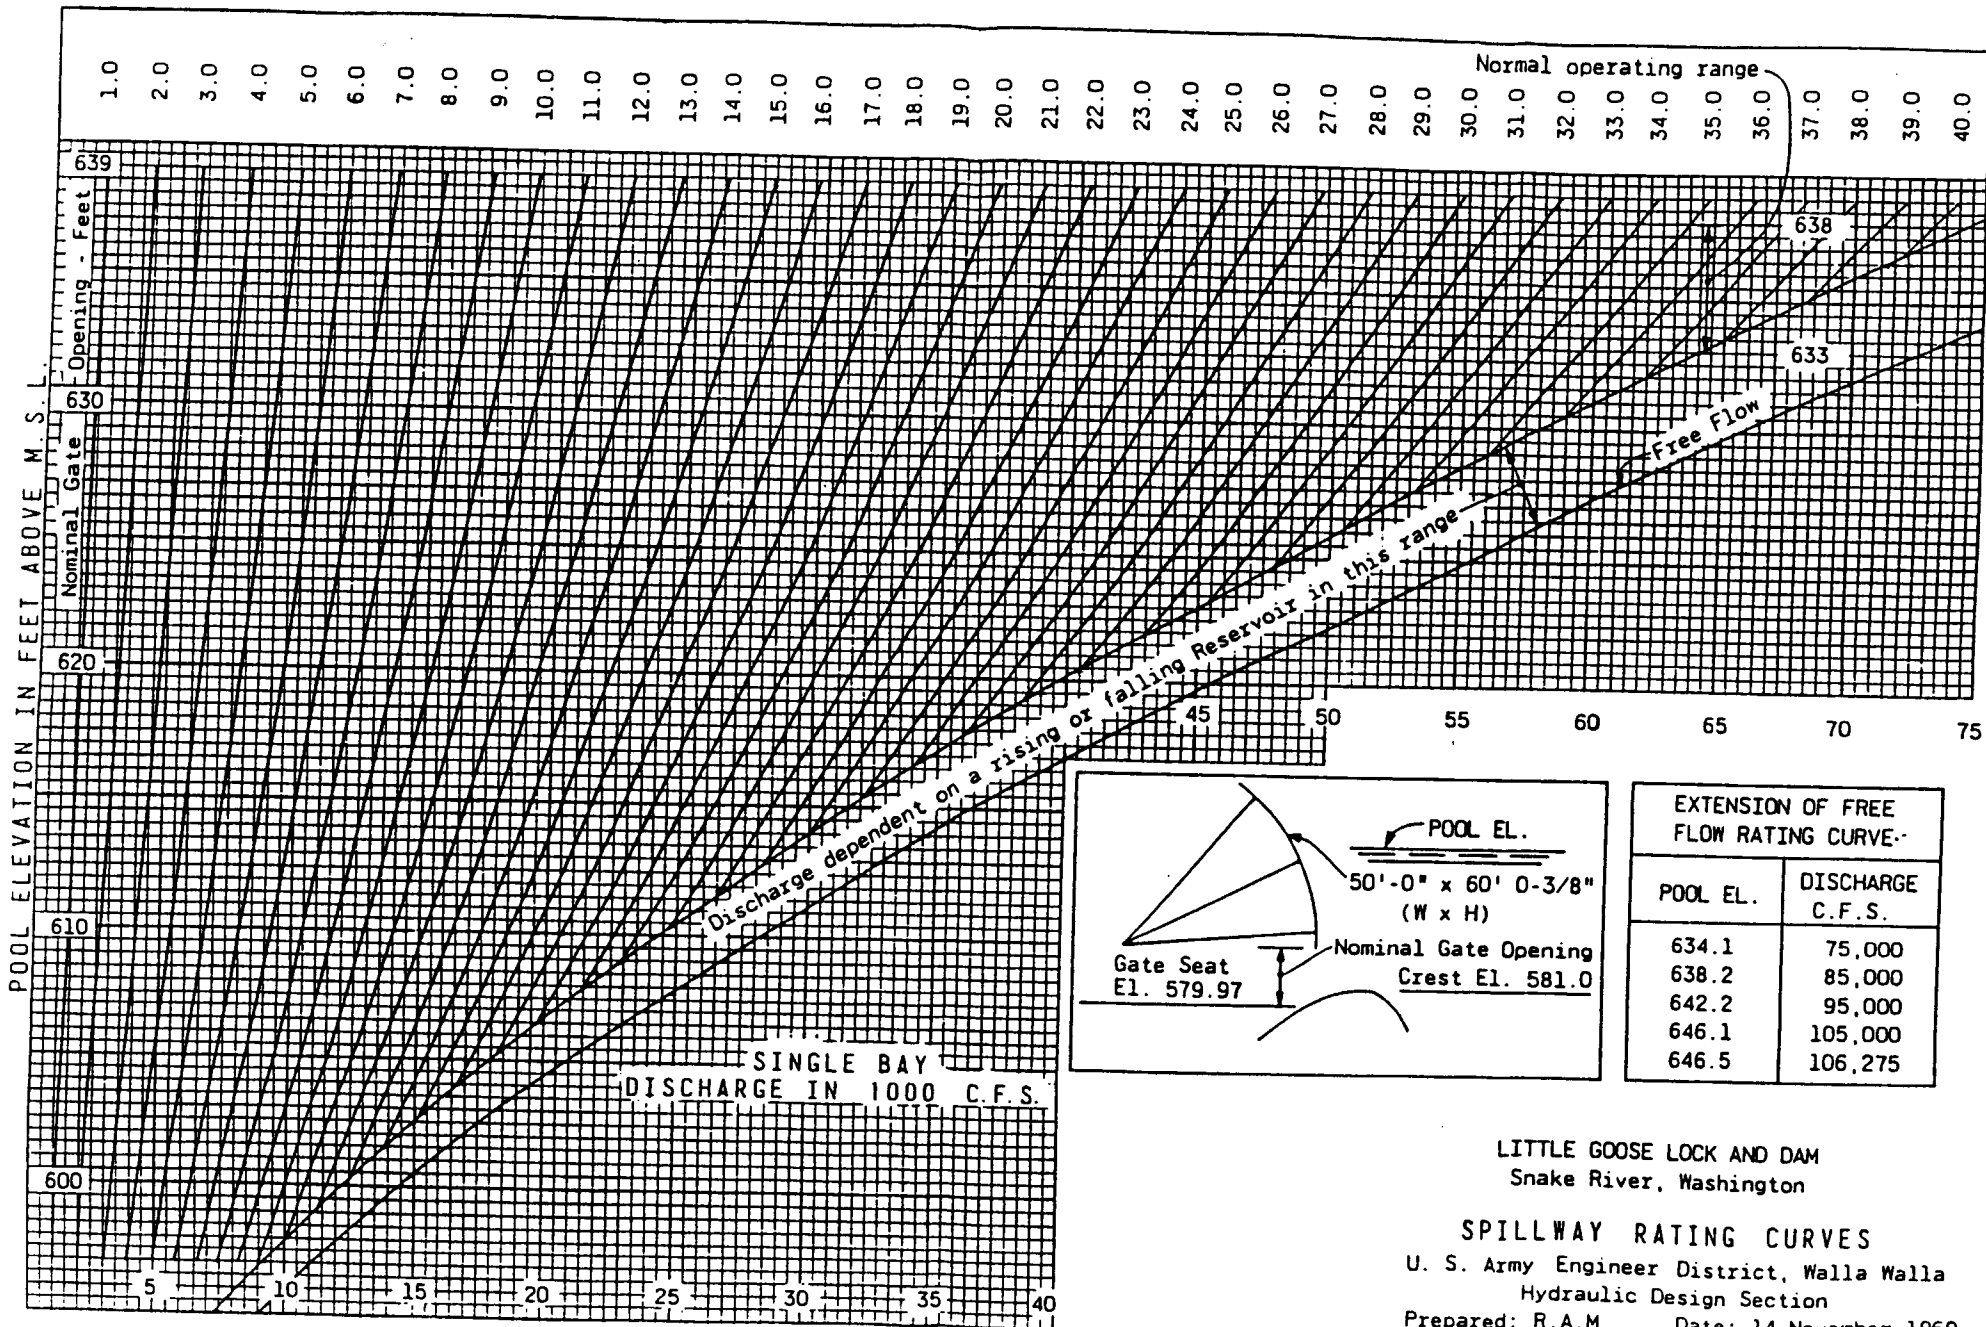 Normal operating range
1.0 2.0 3.0 4.0 5.0 6.0 7.0 8.0 9.0 10.0 11.0 12.0 13.0 14.0 15.0 16.0 17.0 18.0 19.0 20.0 21.0 22.0 23.0 24.0 25.0 26.0 27.0 28.0 29.0 30.0 31.0 32.0 33.0 34.0 35.0 36.0 37.0 38.0 39.0 40.0
639
638
633
630
620
610
600
POOL ELEVATION IN FEET ABOVE M.S.L.
Nominal Gate Opening - Feet
Free Flow
Discharge dependent on a rising or falling Reservoir in this range
45 50 55 60 65 70 75
SINGLE BAY
DISCHARGE IN 1000 C.F.S.
5 10 15 20 25 30 35 40
POOL EL.
50'-0" x 60' 0-3/8"
(W x H)
Nominal Gate Opening
Gate Seat
El. 579.97
Crest El. 581.0
EXTENSION OF FREE
FLOW RATING CURVE
POOL EL. DISCHARGE
C.F.S.
634.1 75,000
638.2 85,000
642.2 95,000
646.1 105,000
646.5 106,275
LITTLE GOOSE LOCK AND DAM
Snake River, Washington
SPILLWAY RATING CURVES
U. S. Army Engineer District, Walla Walla
Hydraulic Design Section
Prepared: R.A.M. Date: 14 November 1969